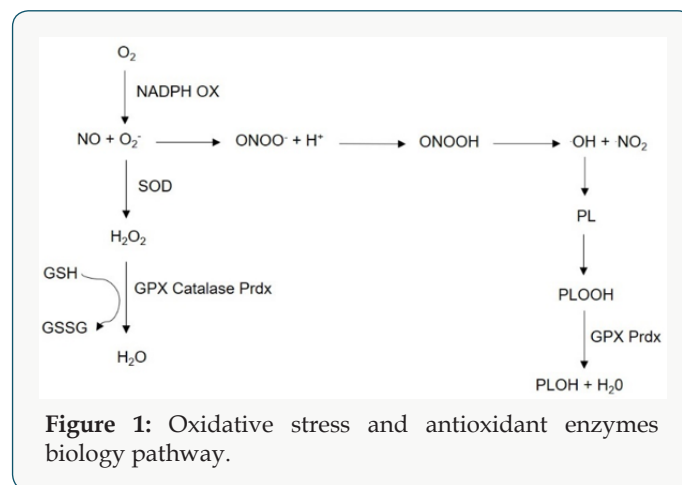 O₂
NADPH OX
NO + O₂⁻ ONOO⁻ + H⁺ ONOOH OH + ·NO₂
SOD
PL
H₂O₂
GSH
GPX Catalase Prdx
PLOOH
GSSG
GPX Prdx
H₂O
PLOH + H₂0
Figure 1: Oxidative stress and antioxidant enzymes
biology pathway.